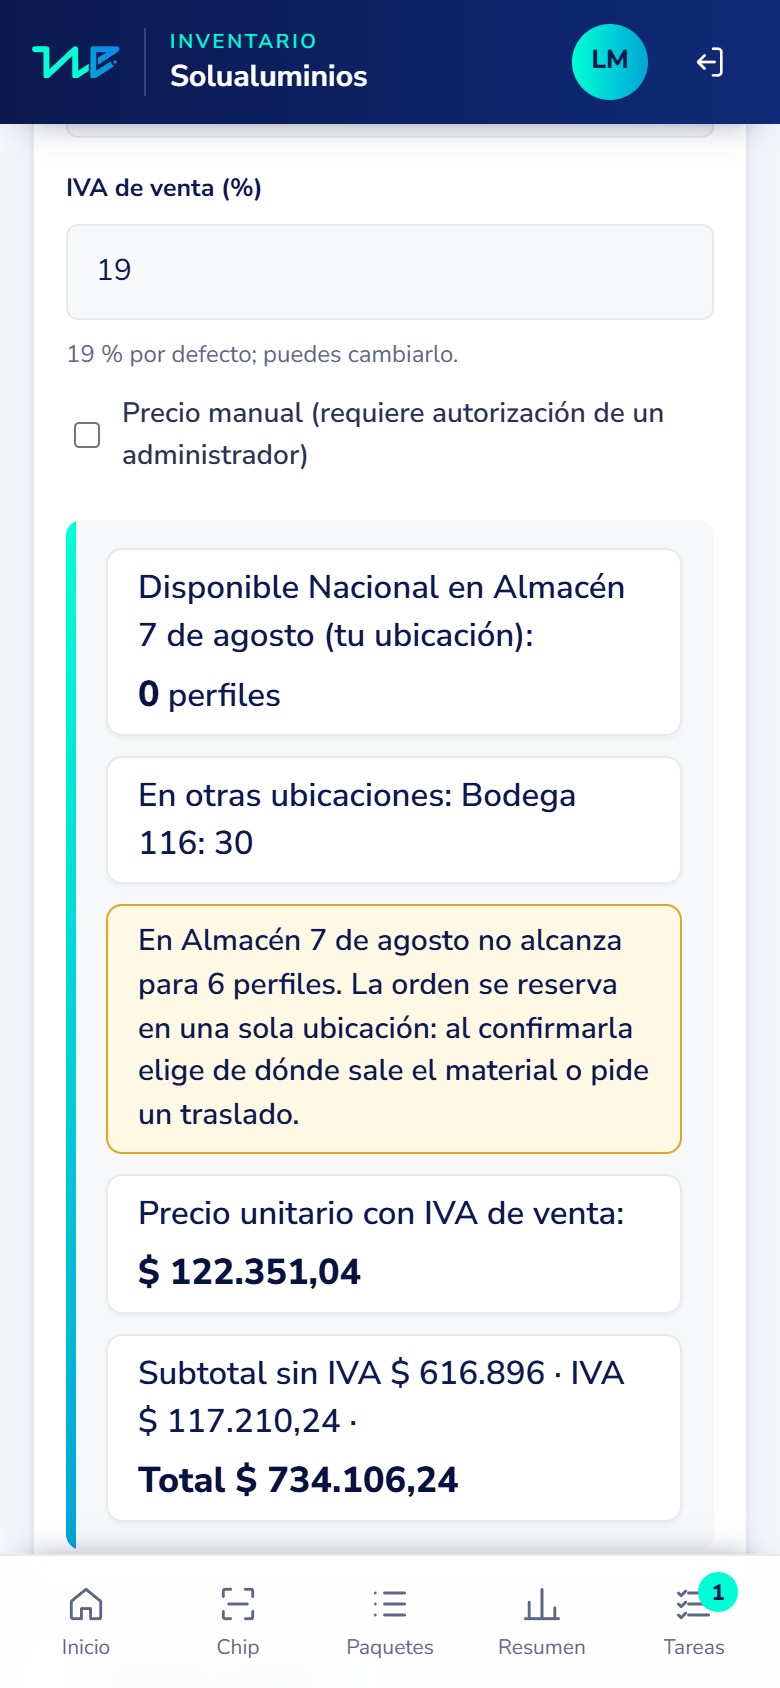 INVENTARIO
Solualuminios
LM
IVA de venta (%)
19
19 % por defecto; puedes cambiarlo.
Precio manual (requiere autorización de un
administrador)
Disponible Nacional en Almacén
7 de agosto (tu ubicación):
0 perfiles
En otras ubicaciones: Bodega
116: 30
En Almacén 7 de agosto no alcanza
para 6 perfiles. La orden se reserva
en una sola ubicación: al confirmarla
elige de dónde sale el material o pide
un traslado.
Precio unitario con IVA de venta:
$ 122.351,04
Subtotal sin IVA $ 616.896 · IVA
$ 117.210,24 ·
Total $ 734.106,24
Inicio
Chip
Paquetes
Resumen
1
Tareas